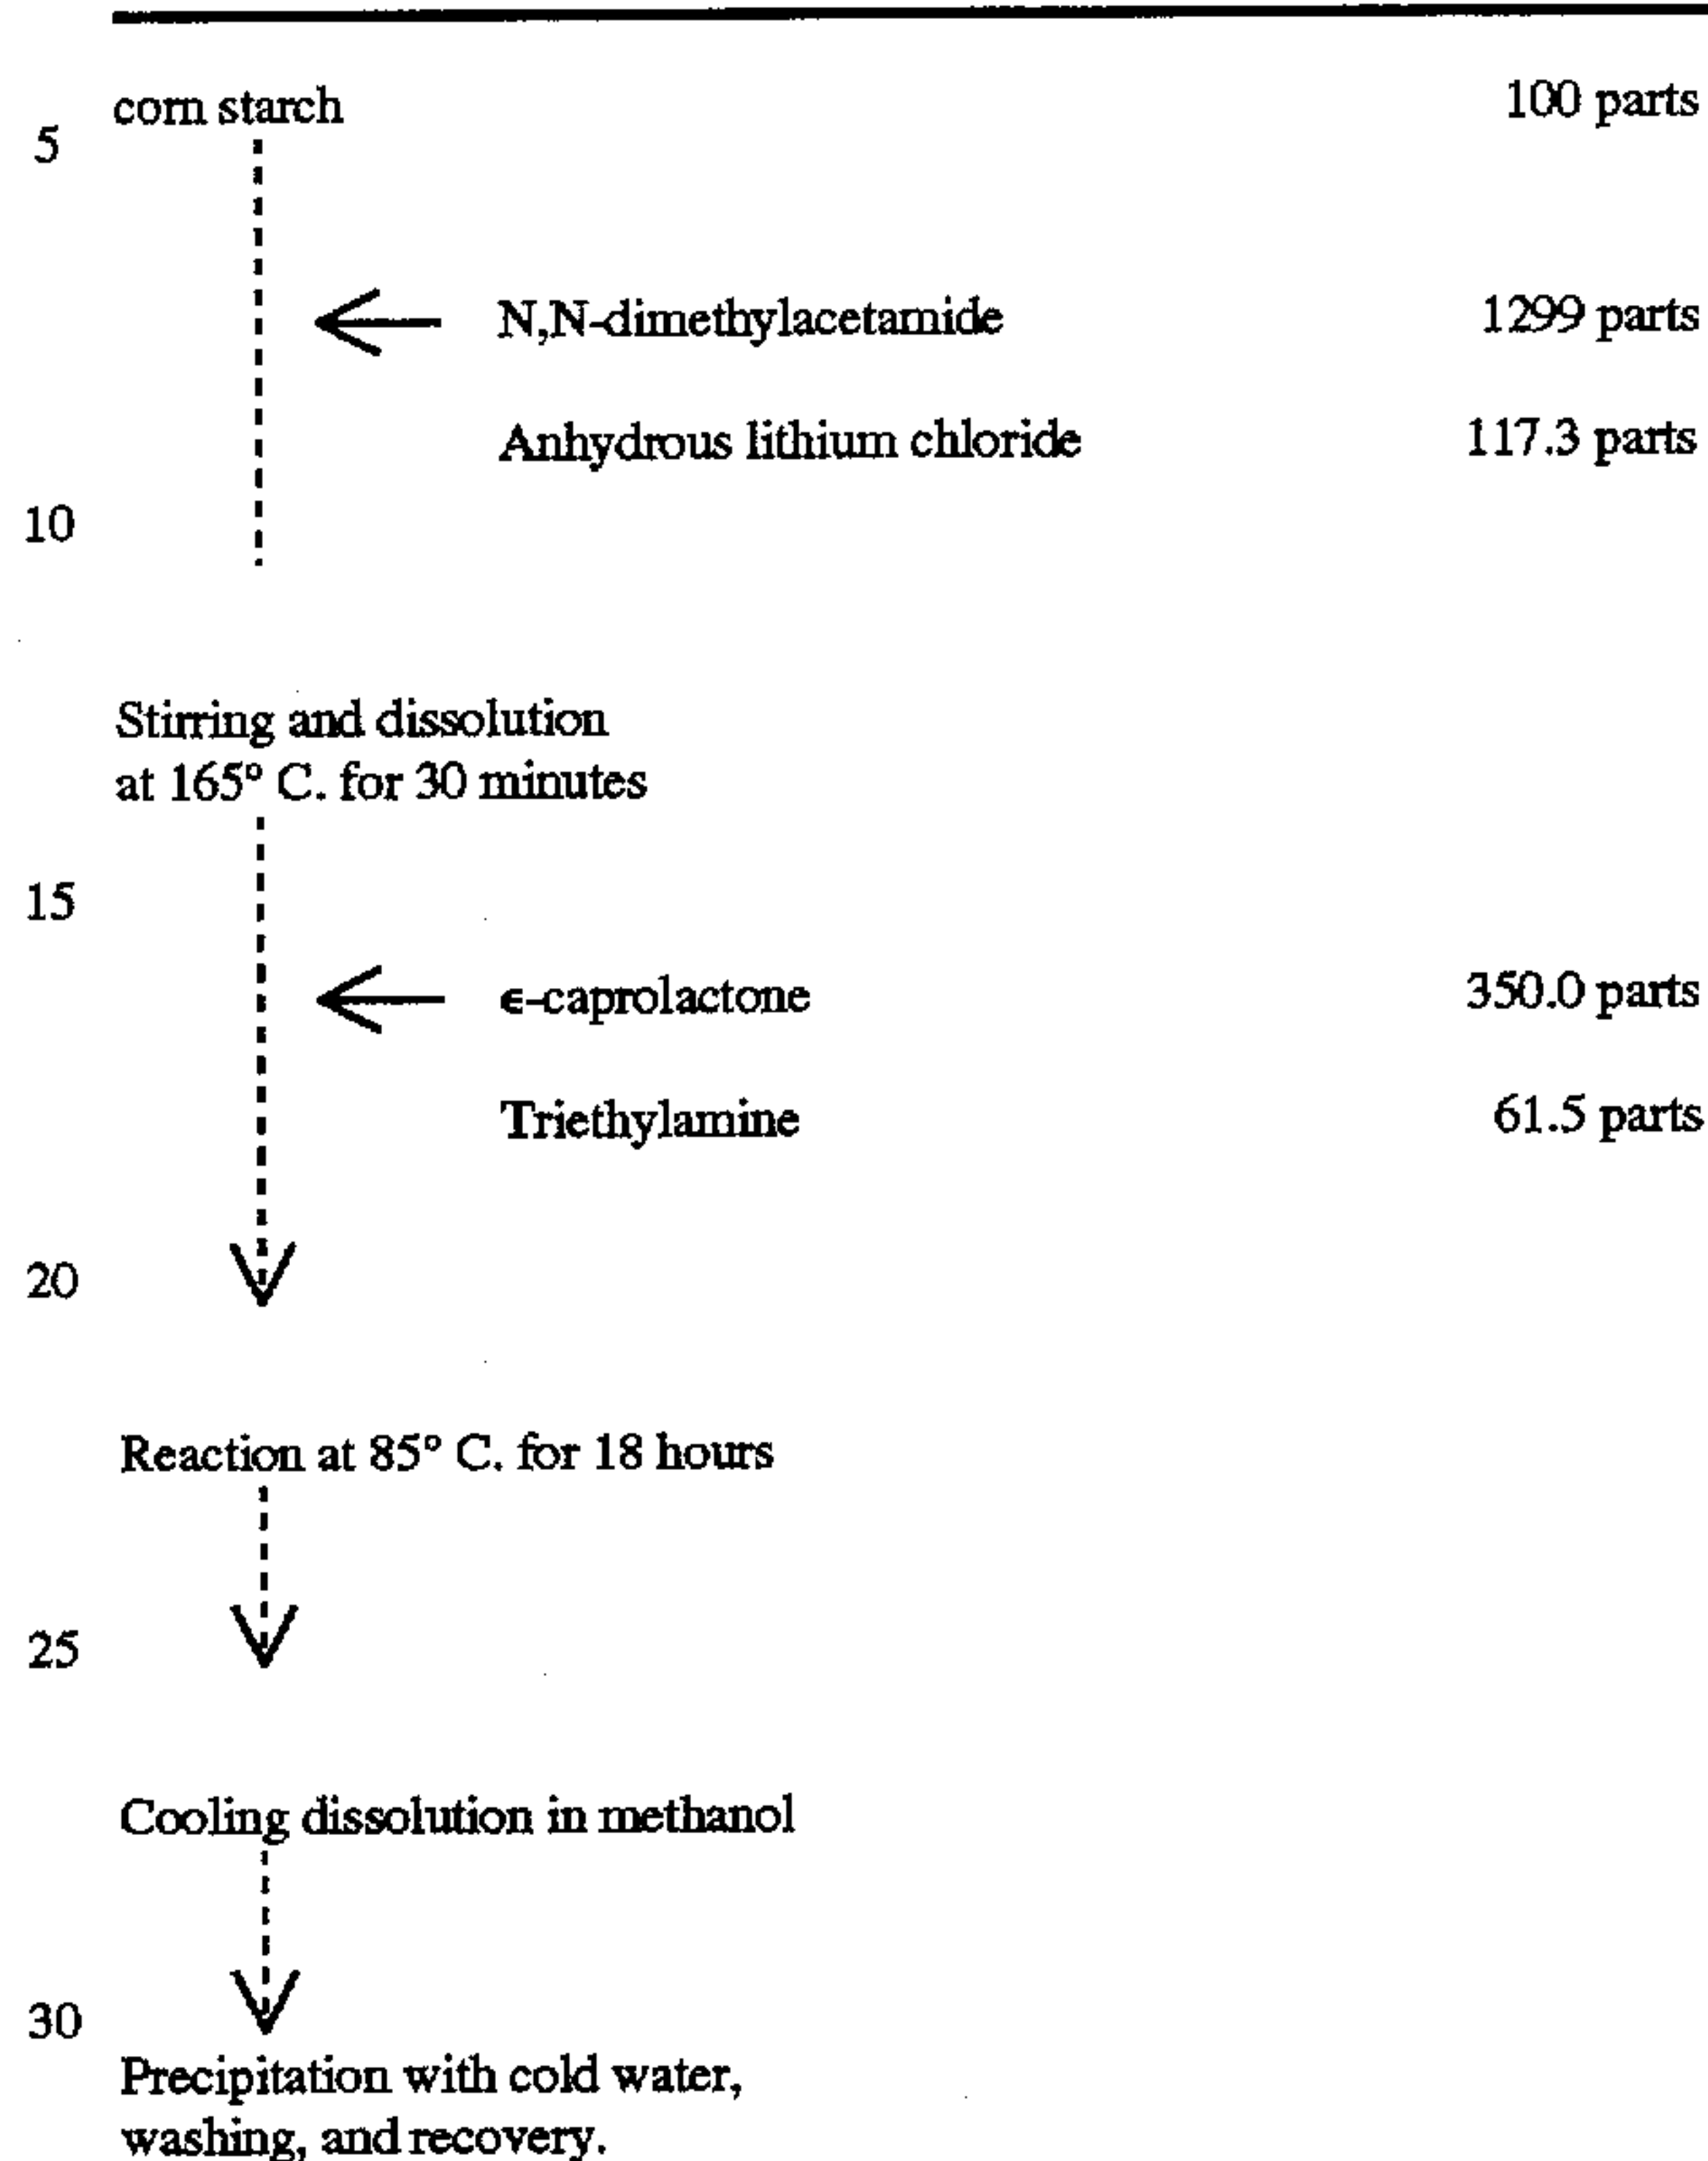 corn starch 100 parts
5
N,N-dimethylacetamide 1299 parts
Anhydrous lithium chloride 117.3 parts
10
Stirring and dissolution
at 165° C. for 30 minutes
15
ϵ-caprolactone 350.0 parts
Triethylamine 61.5 parts
20
Reaction at 85° C. for 18 hours
25
Cooling dissolution in methanol
30
Precipitation with cold water,
washing, and recovery.